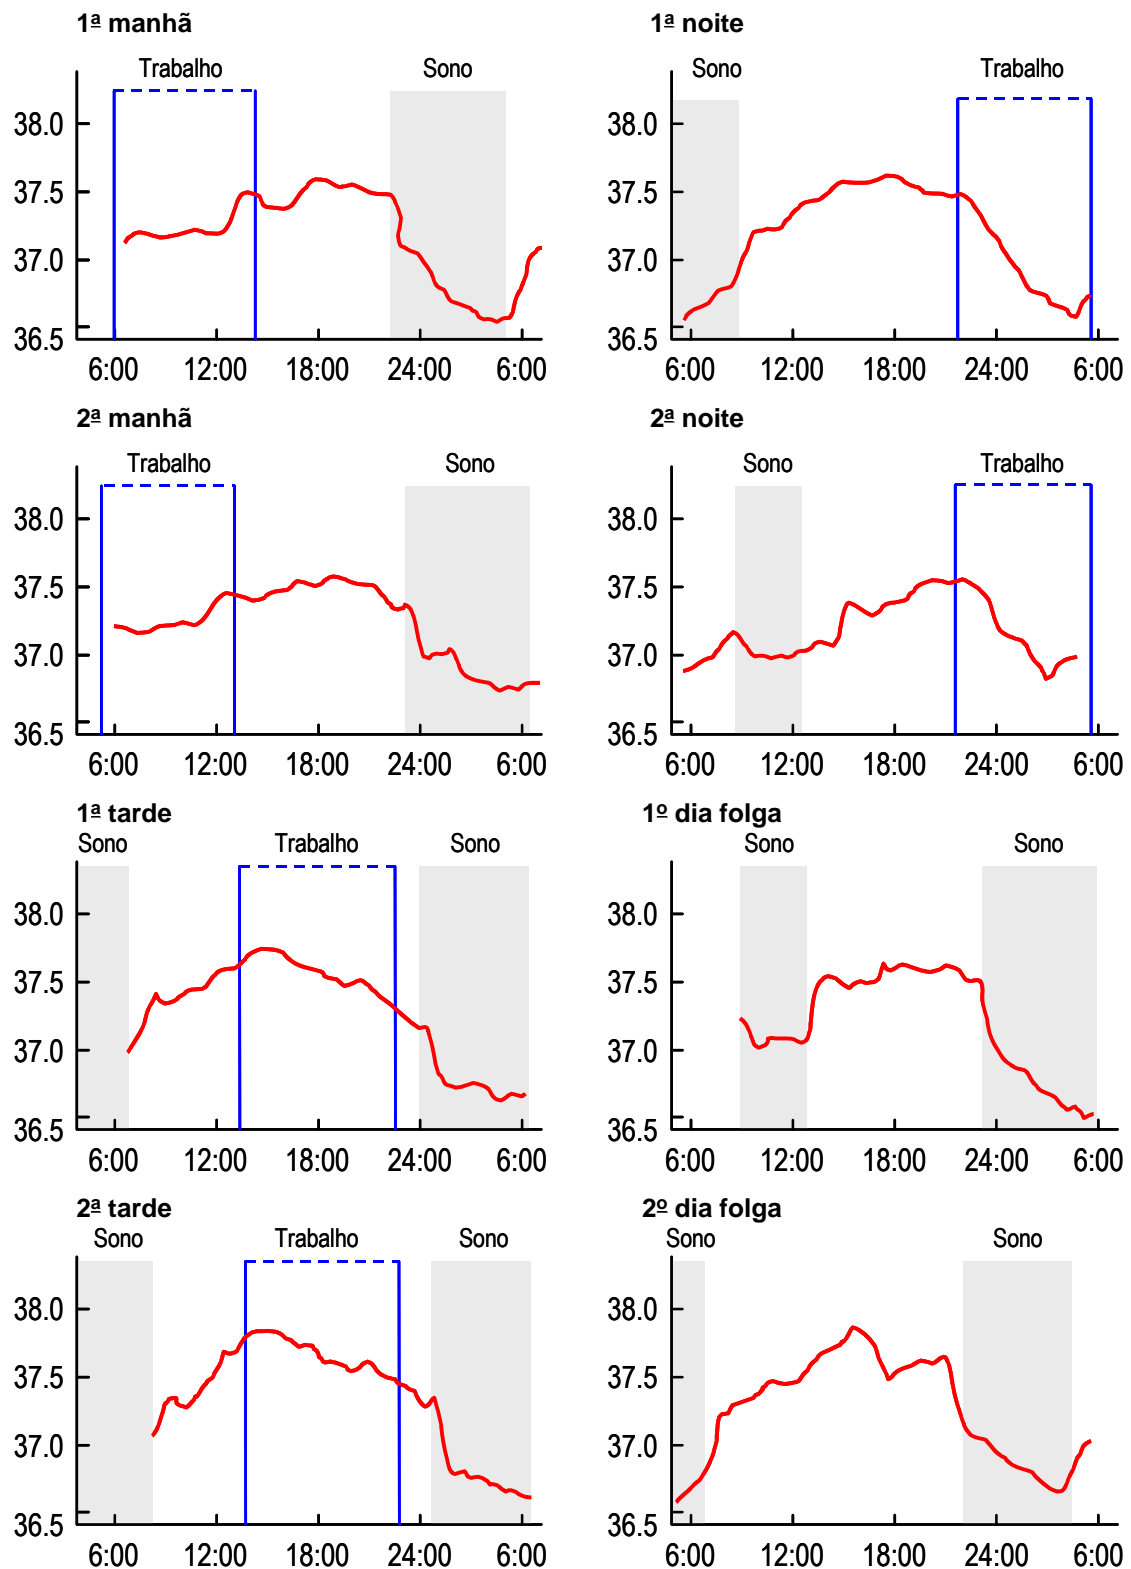 1ª manhã
Trabalho Sono
38.0
37.5
37.0
36.5
6:00 12:00 18:00 24:00 6:00
1ª noite
Sono Trabalho
38.0
37.5
37.0
36.5
6:00 12:00 18:00 24:00 6:00
2ª manhã
Trabalho Sono
38.0
37.5
37.0
36.5
6:00 12:00 18:00 24:00 6:00
2ª noite
Sono Trabalho
38.0
37.5
37.0
36.5
6:00 12:00 18:00 24:00 6:00
1ª tarde
Sono Trabalho Sono
38.0
37.5
37.0
36.5
6:00 12:00 18:00 24:00 6:00
1º dia folga
Sono Sono
38.0
37.5
37.0
36.5
6:00 12:00 18:00 24:00 6:00
2ª tarde
Sono Trabalho Sono
38.0
37.5
37.0
36.5
6:00 12:00 18:00 24:00 6:00
2º dia folga
Sono Sono
38.0
37.5
37.0
36.5
6:00 12:00 18:00 24:00 6:00